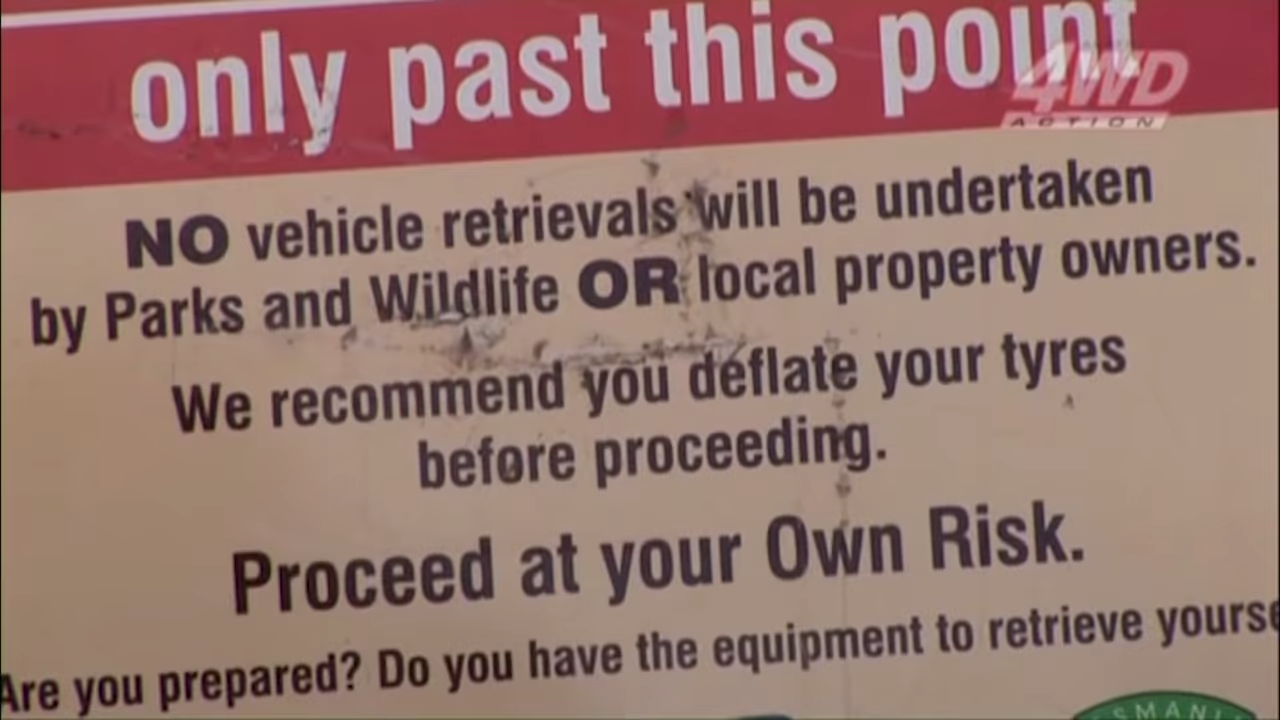 only past this point
4WD
ACTION
NO vehicle retrievals will be undertaken
by Parks and Wildlife OR local property owners.
We recommend you deflate your tyres
before proceeding.
Proceed at your Own Risk.
Are you prepared? Do you have the equipment to retrieve yourse
SMANI